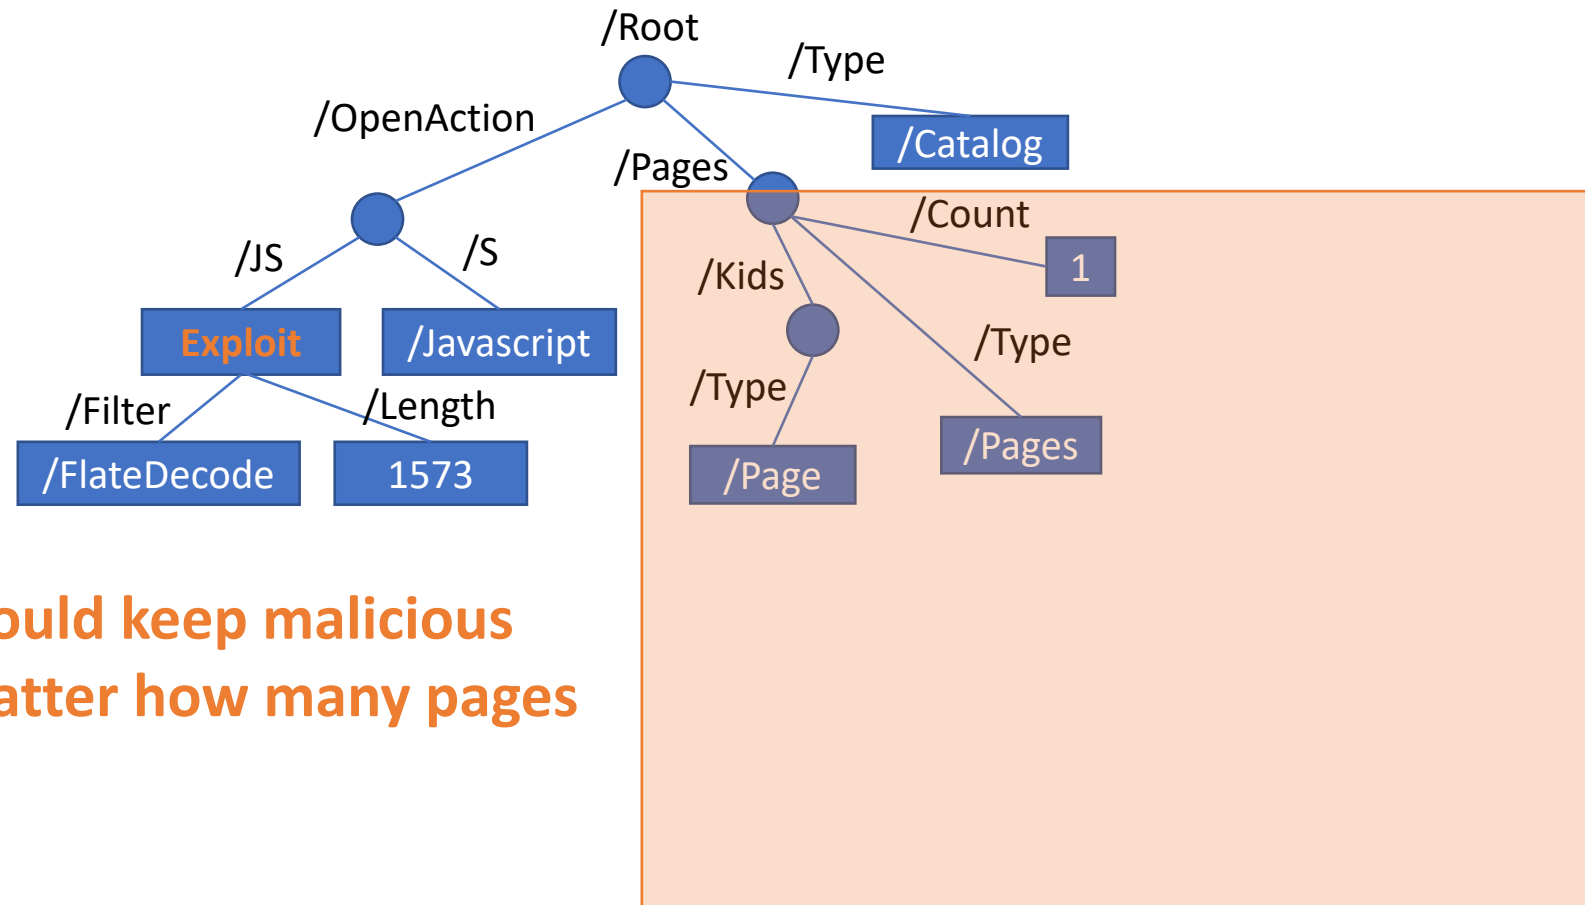 /Root
/Type
/OpenAction
/Catalog
/Pages
/Count
/JS
/S
/Kids
1
Exploit
/Javascript
/Type
/Type
/Filter
/Length
/Pages
/FlateDecode
1573
/Page
ould keep malicious
atter how many pages